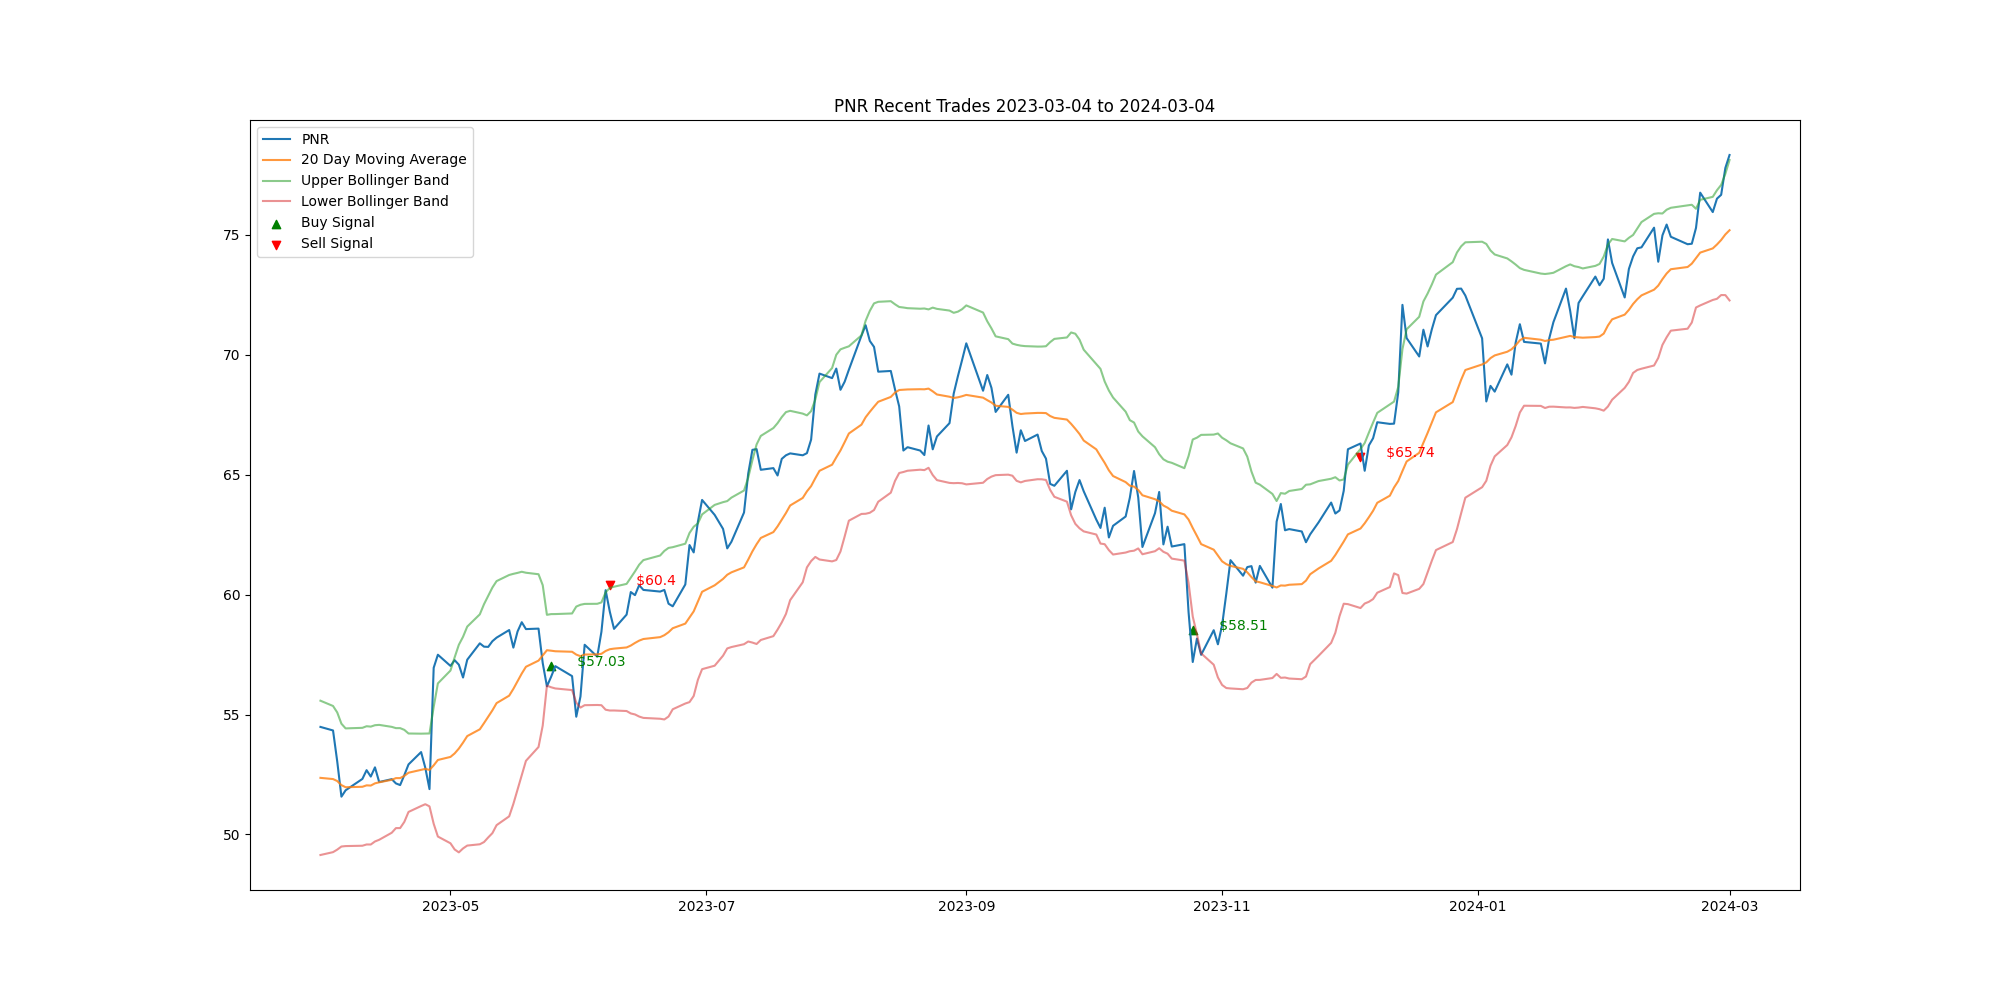 PNR Recent Trades 2023-03-04 to 2024-03-04
PNR
20 Day Moving Average
Upper Bollinger Band
Lower Bollinger Band
Buy Signal
Sell Signal
75
70
65
60
55
50
$65.74
$60.4
$58.51
$57.03
2023-05
2023-07
2023-09
2023-11
2024-01
2024-03